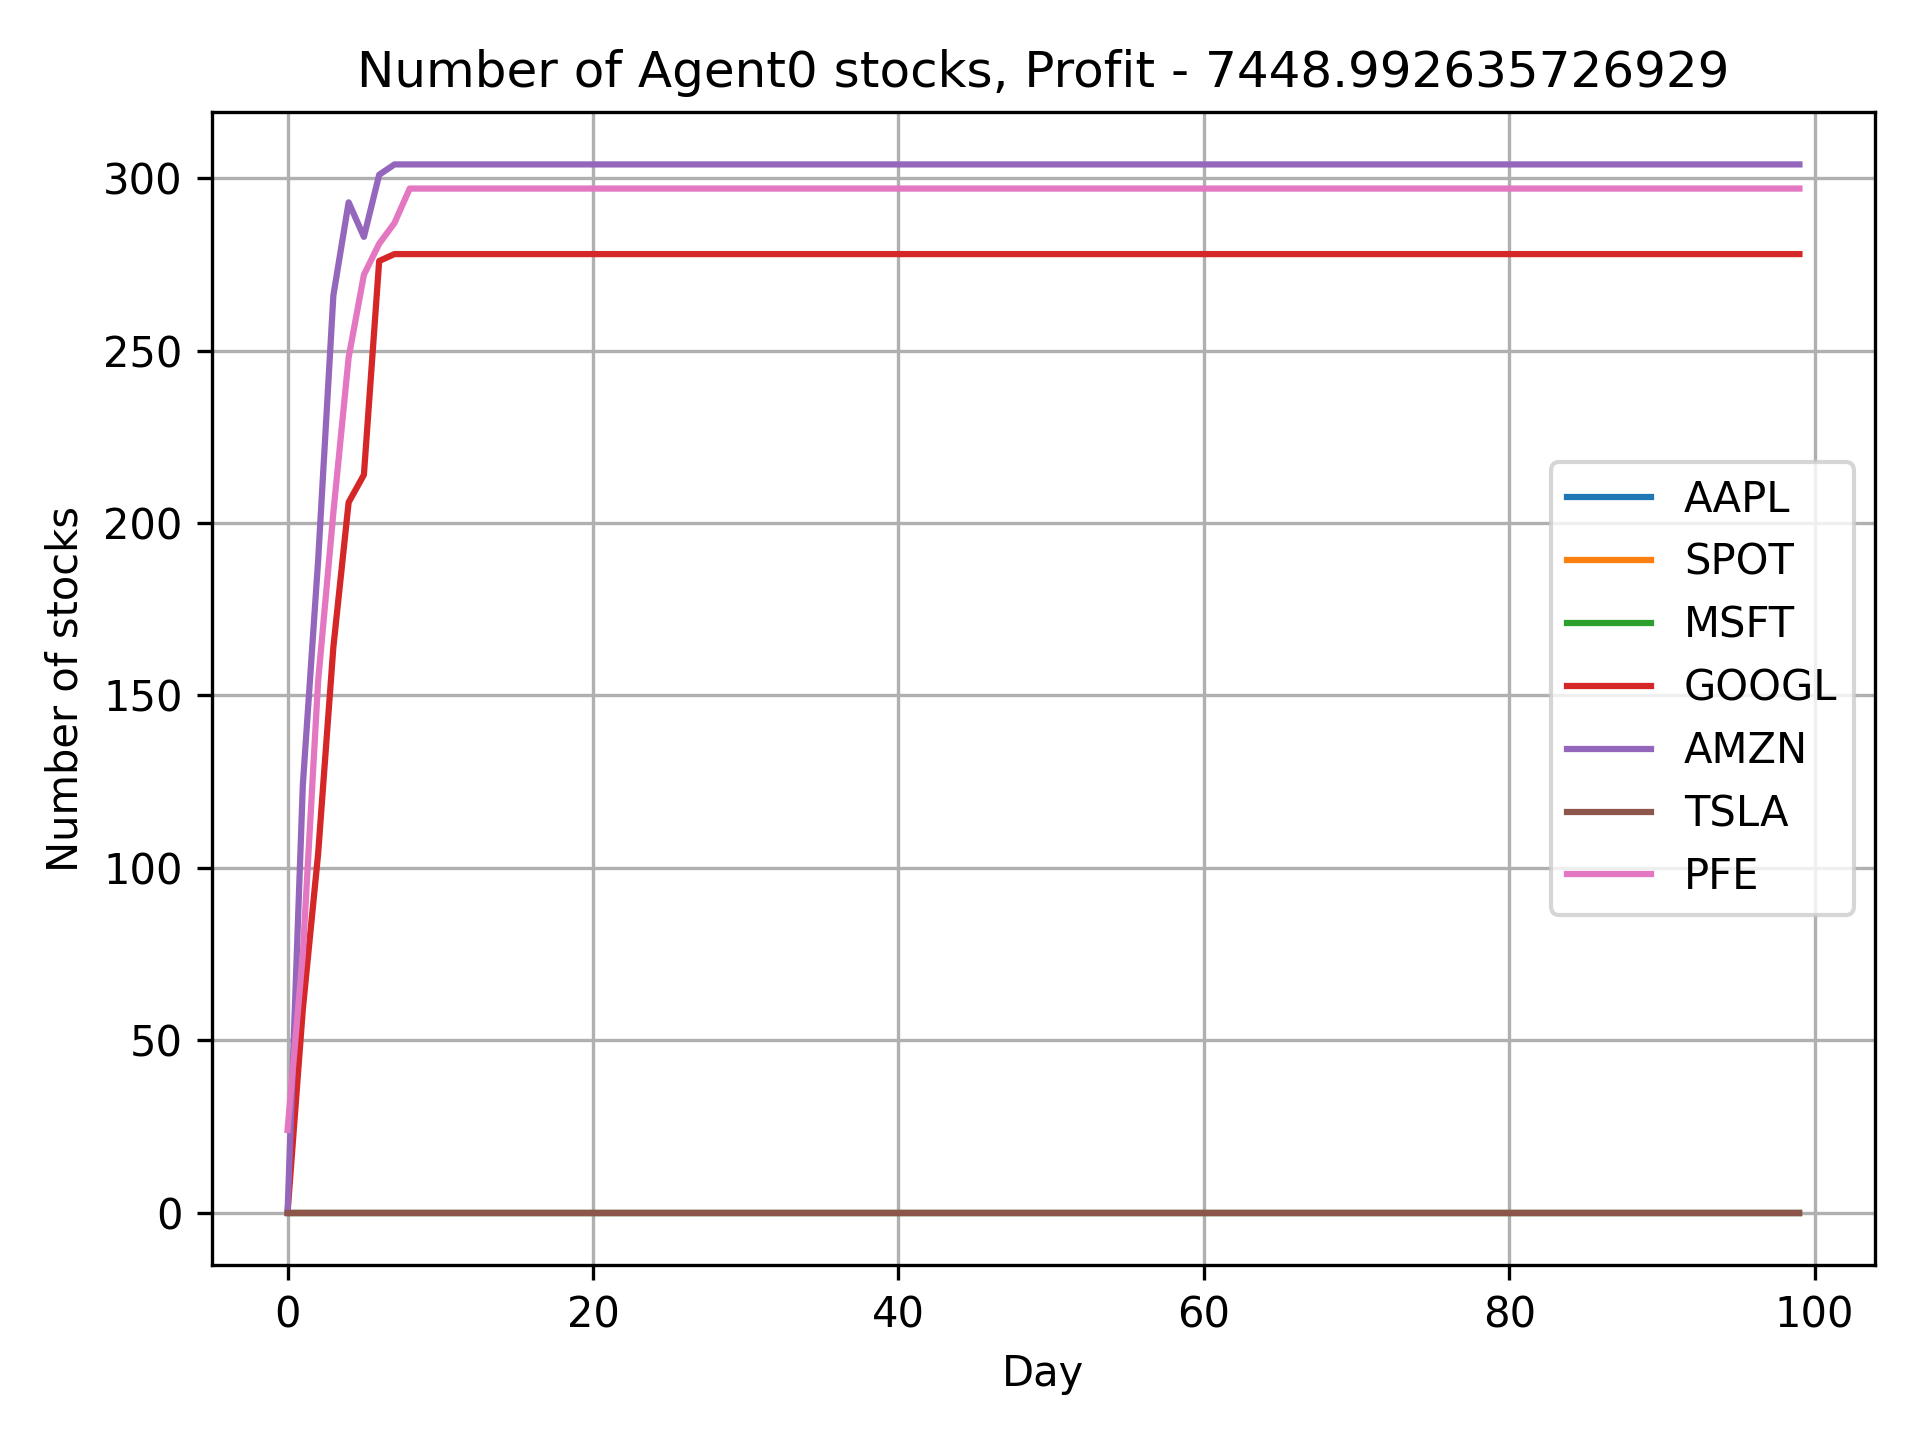 Number of Agent0 stocks, Profit - 7448.992635726929
Number of stocks
300
250
200
150
100
50
0
AAPL
SPOT
MSFT
GOOGL
AMZN
TSLA
PFE
0 20 40 60 80 100
Day